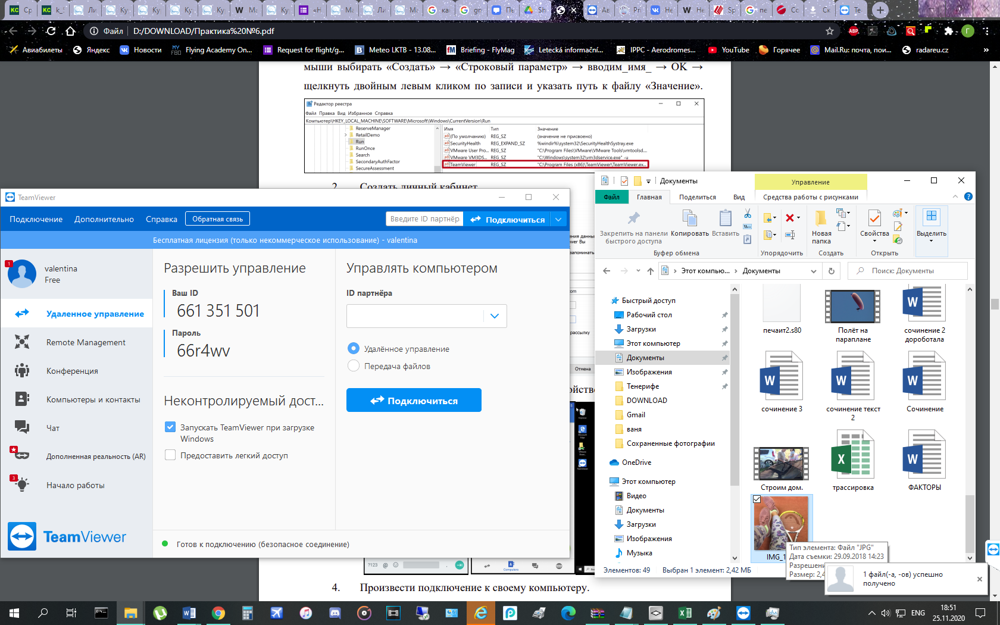 Файл
D:/DOWNLOAD/Практика%20№6.pdf
Авиабилеты
Яндекс
Новости
Flying Academy On...
Request for flight/g...
Meteo LKTB - 13.08...
Briefing - FlyMag
Letecká informační...
IPPC - Aerodromes...
YouTube
Горячее
Mail.Ru: почта, пои...
radareu.cz
мыши выбирать «Создать» → «Строковый параметр» → вводим_имя_ → OK →
щелкнуть двойным левым кликом по записи и указать путь к файлу «Значение».
Редактор реестра
Файл Правка Вид Избранное Справка
Компьютер\HKEY_LOCAL_MACHINE\SOFTWARE\Microsoft\Windows\CurrentVersion\Run
ReserveManager
RetailDemo
Run
RunOnce
Search
SecondaryAuthFactor
SecureAssessment
Имя Тип Значение
(По умолчанию) REG_SZ (значение не присвоено)
SecurityHealth REG_EXPAND_SZ %windir%\system32\SecurityHealthSystray.exe
VMware User Pro... REG_SZ "C:\Program Files\VMware\VMware Tools\vmtoolsd....
VMware VM3DS... REG_SZ "C:\Windows\system32\vm3dservice.exe" -u
TeamViewer REG_SZ "C:\Program Files (x86)\TeamViewer\TeamViewer.ex...
2. Создать личный кабинет
TeamViewer
Подключение
Дополнительно
Справка
Обратная связь
Введите ID партнёр
Подключиться
Бесплатная лицензия (только некоммерческое использование) - valentina
1
valentina
Free
Удаленное управление
Remote Management
Конференция
Компьютеры и контакты
Чат
Дополненная реальность (AR)
3
Начало работы
TeamViewer
Разрешить управление
Ваш ID
661 351 501
Пароль
66r4wv
Неконтролируемый дост...
Запускать TeamViewer при загрузке
Windows
Предоставить легкий доступ
Управлять компьютером
ID партнёра
Удалённое управление
Передача файлов
Подключиться
Готов к подключению (безопасное соединение)
рассылку
Отмена
?123
Computers
4. Произвести подключение к своему компьютеру.
Документы
Управление
Файл
Главная
Поделиться
Вид
Средства работы с рисунками
Закрепить на панели
быстрого доступа
Копировать
Вставить
Буфер обмена
Упорядочить
Новая
папка
Создать
Свойства
Открыть
Выделить
Этот компью... > Документы
Поиск: Документы
Быстрый доступ
Рабочий стол
Загрузки
Этот компьютер
Документы
Изображения
Тенерифе
DOWNLOAD
Gmail
ваня
Сохраненные фотографии
OneDrive
Этот компьютер
Видео
Документы
Загрузки
Изображения
Музыка
печаит2.s80
Полёт на
параплане
сочинение 2
дороботала
сочинение 3
сочинение текст
2
Сочинение
Строим дом.
трассировка
ФАКТОРЫ
IMG_1
Тип элемента: Файл "JPG"
Дата съемки: 29.09.2018 14:23
Разрешени
Размер: 2,4
Элементов: 49
Выбран 1 элемент: 2,42 МБ
1 файл(-а, -ов) успешно
получено
ENG
18:51
25.11.2020